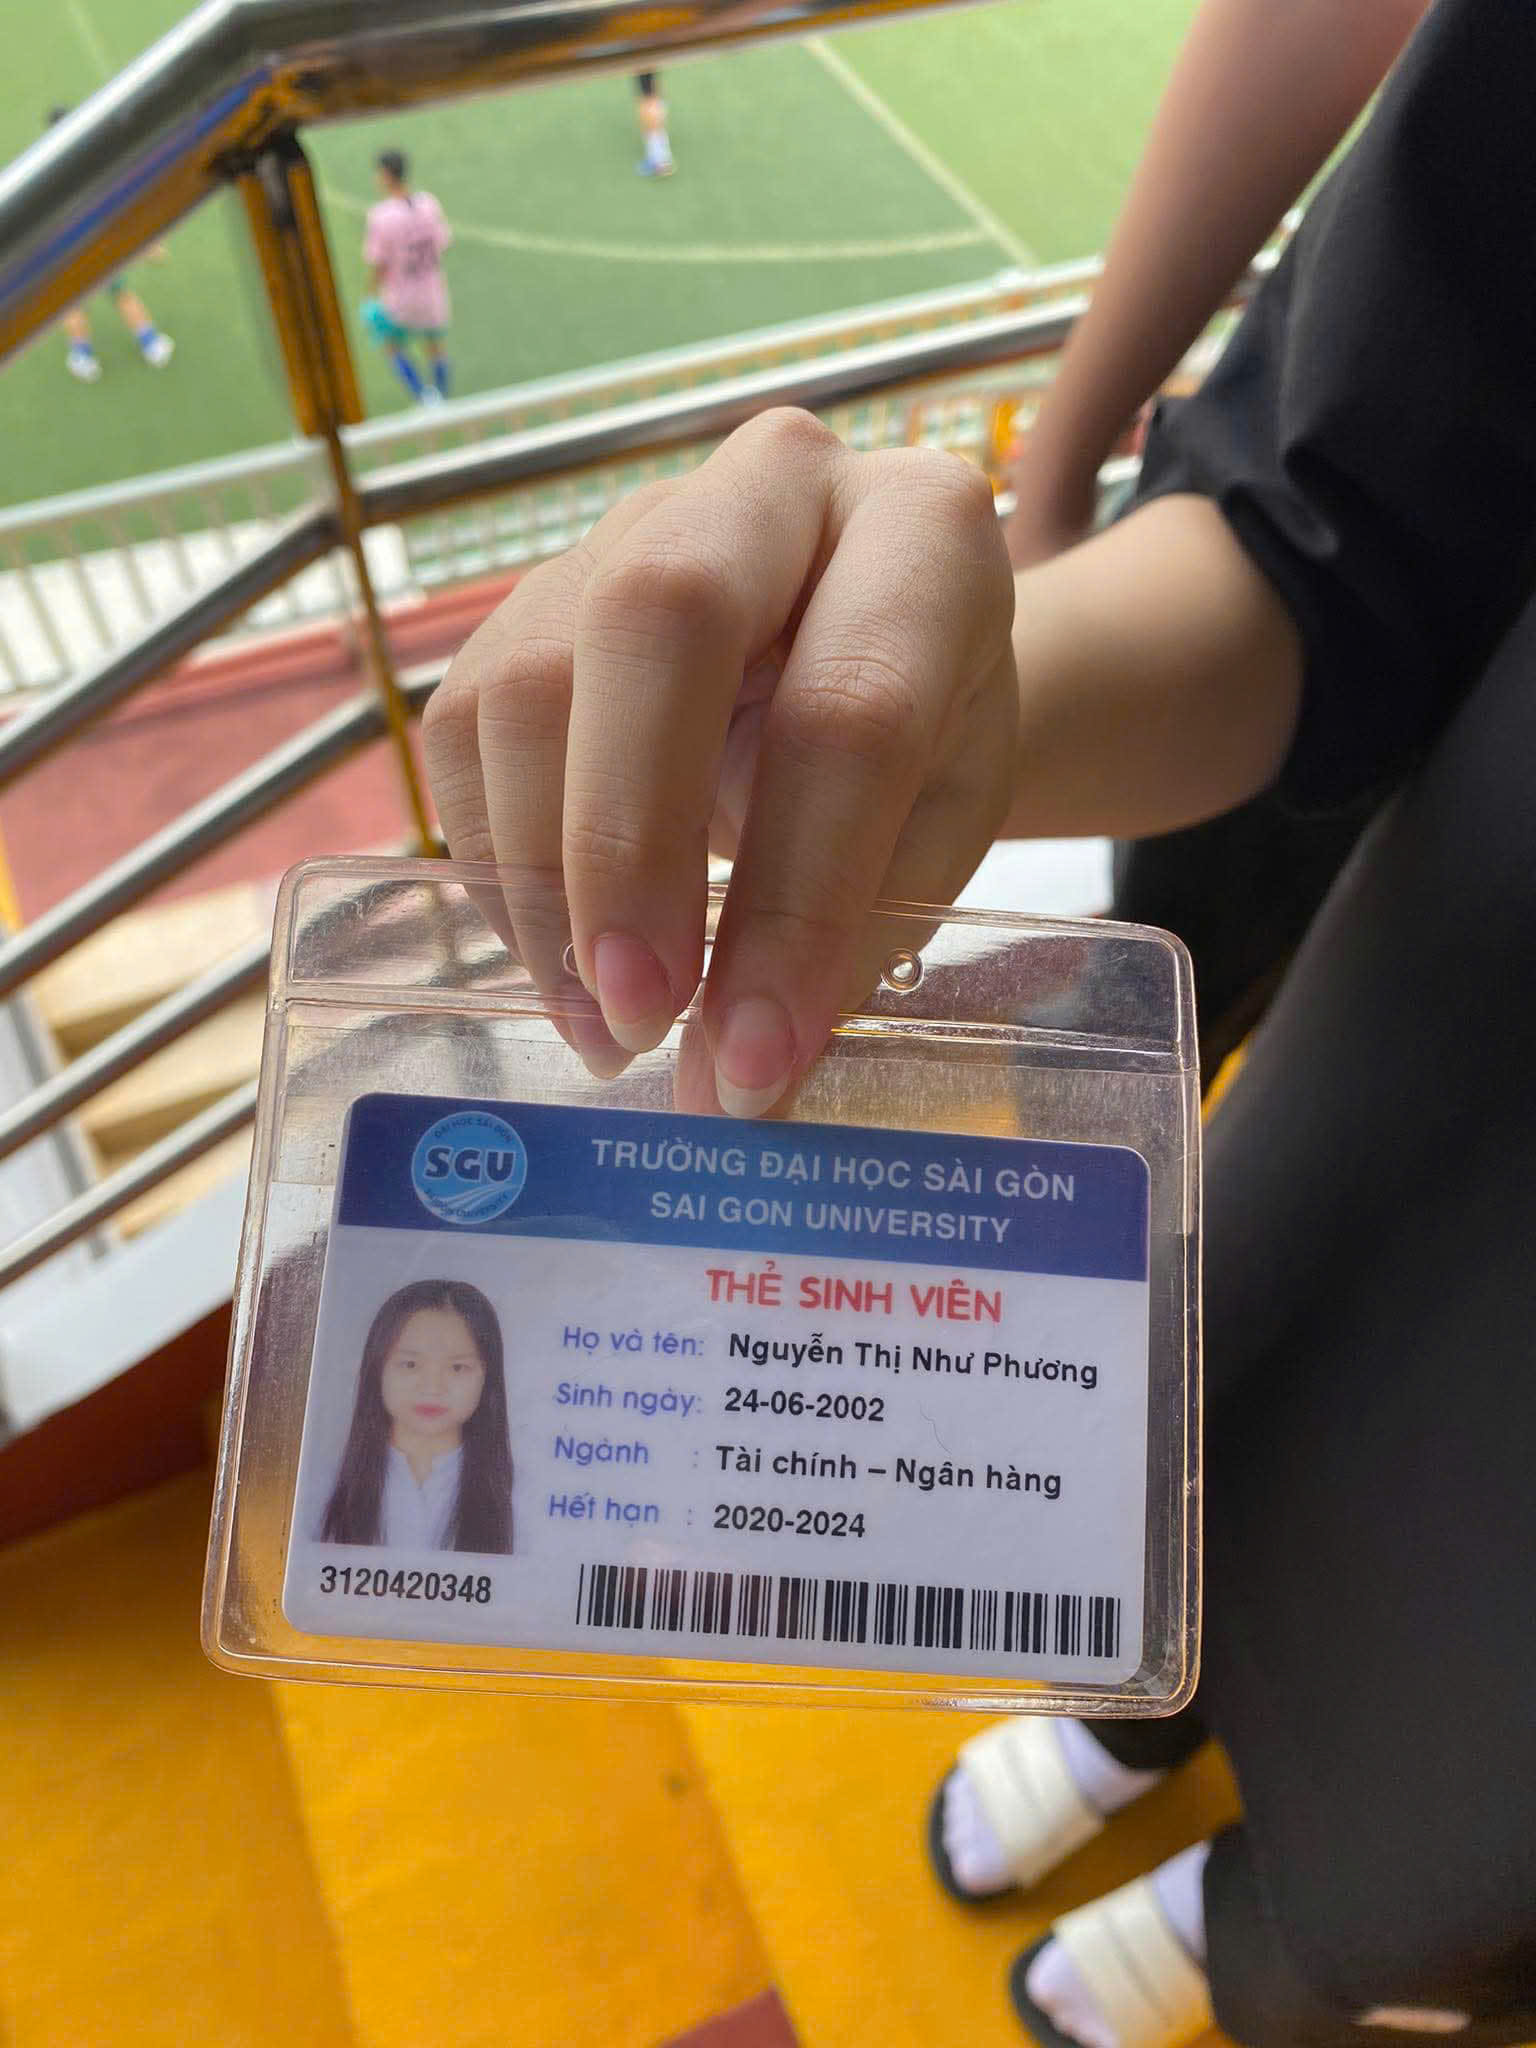 ĐẠI HỌC SÀI GÒN
SGU
TRƯỜNG ĐẠI HỌC SÀI GÒN
SAI GON UNIVERSITY
THẺ SINH VIÊN
Họ và tên: Nguyễn Thị Như Phương
Sinh ngày: 24-06-2002
Ngành : Tài chính – Ngân hàng
Hết hạn : 2020-2024
3120420348